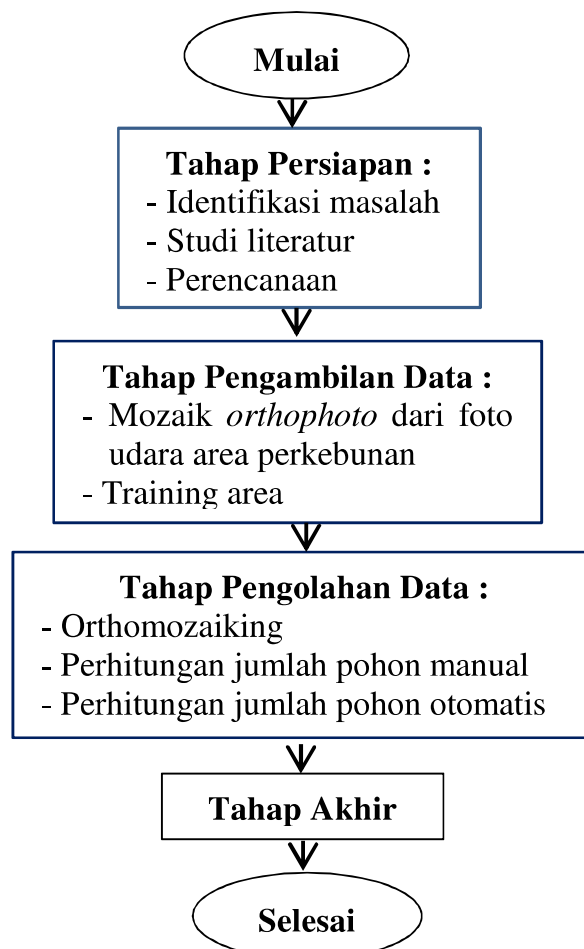 Mulai
Tahap Persiapan :
- Identifikasi masalah
- Studi literatur
- Perencanaan
Tahap Pengambilan Data :
- Mozaik orthophoto dari foto
udara area perkebunan
- Training area
Tahap Pengolahan Data :
- Orthomozaiking
- Perhitungan jumlah pohon manual
- Perhitungan jumlah pohon otomatis
Tahap Akhir
Selesai